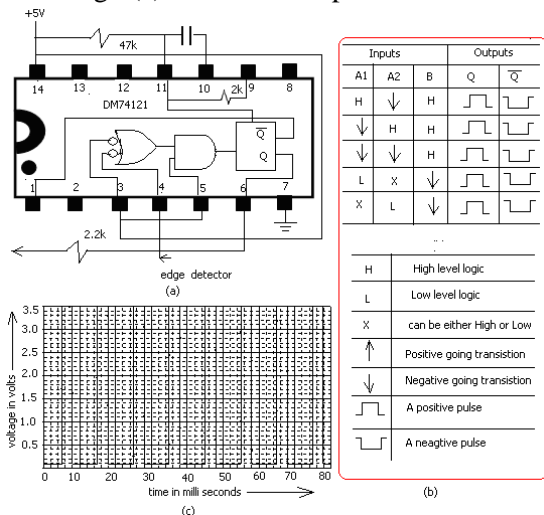 +5V
47k
14 13 12 11 10 9 8
2k
DM74121
Q
Q
1 2 3 4 5 6 7
2.2k
edge detector
(a)
Inputs Outputs
A1 A2 B Q Q
H ↓ H
↓ H H
↓ ↓ H
L X ↓
X L ↓
H High level logic
L Low level logic
X can be either High or Low
↑ Positive going transistion
↓ Negative going transistion
A positive pulse
A neagtive pulse
(b)
voltage in volts
3.5
3.0
2.5
2.0
1.5
1.0
0.5
0 10 20 30 40 50 60 70 80
time in milli seconds
(c)